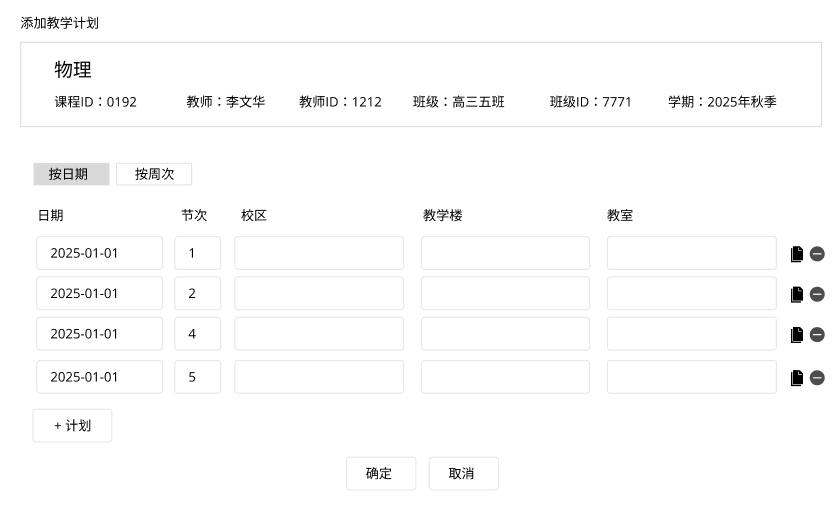 添加教学计划
物理
课程ID：0192 教师：李文华 教师ID：1212 班级：高三五班 班级ID：7771 学期：2025年秋季
按日期 按周次
日期 节次 校区 教学楼 教室
2025-01-01 1
2025-01-01 2
2025-01-01 4
2025-01-01 5
+ 计划
确定 取消